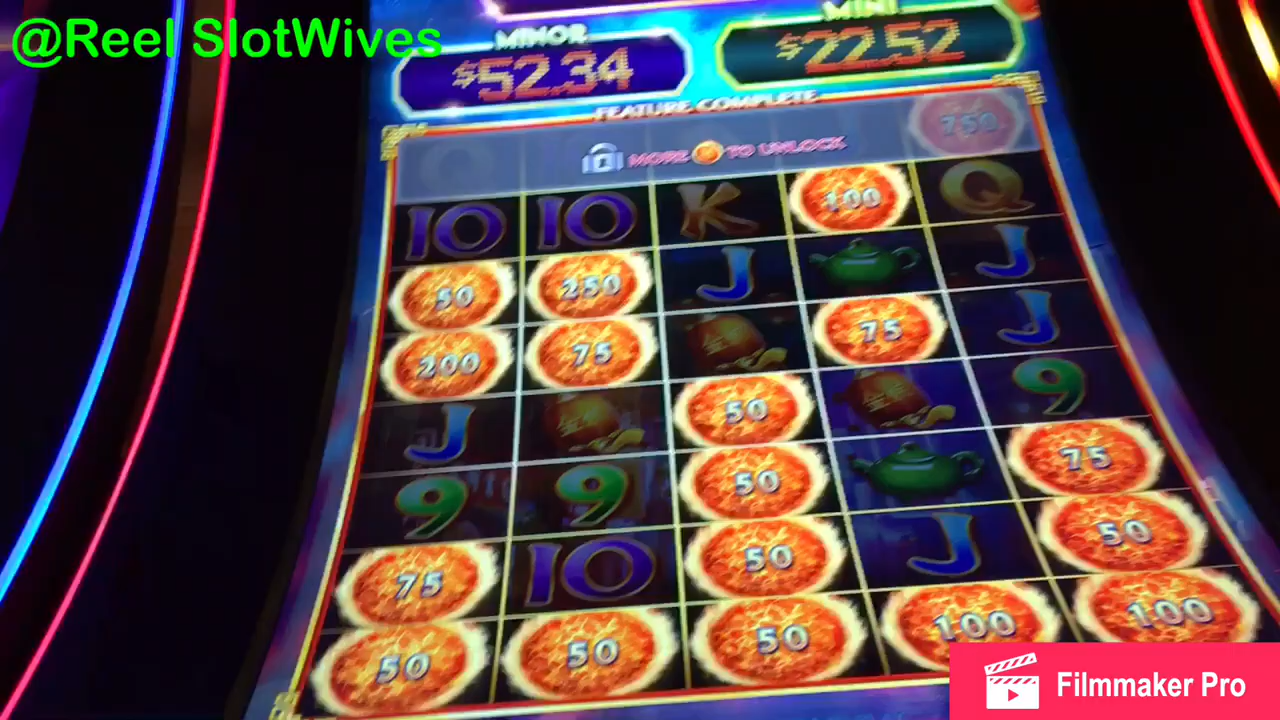 @Reel SlotWives
MINOR
$52.34
MINI
$22.52
FEATURE COMPLETE
750
MORE TO UNLOCK
10 10 K 100 Q
50 250 J J
200 75 75 J
J 50 9
9 9 50 75
75 10 50 J 50
50 50 50 100 100
Filmmaker Pro